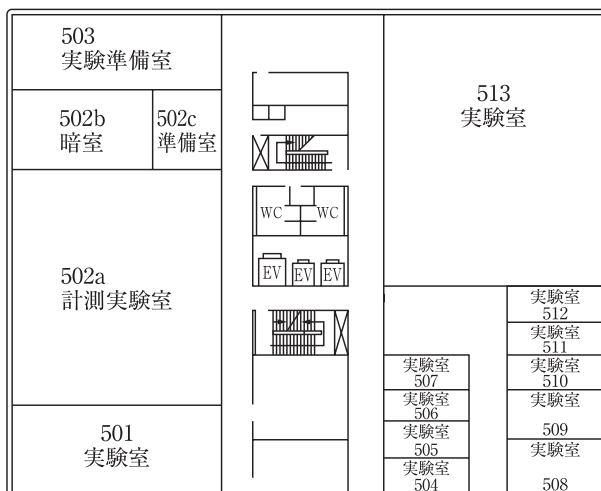 503
実験準備室
502b
暗室
502c
準備室
502a
計測実験室
501
実験室
WC
WC
EV
EV
EV
513
実験室
実験室
512
実験室
511
実験室
510
実験室
509
実験室
508
実験室
507
実験室
506
実験室
505
実験室
504